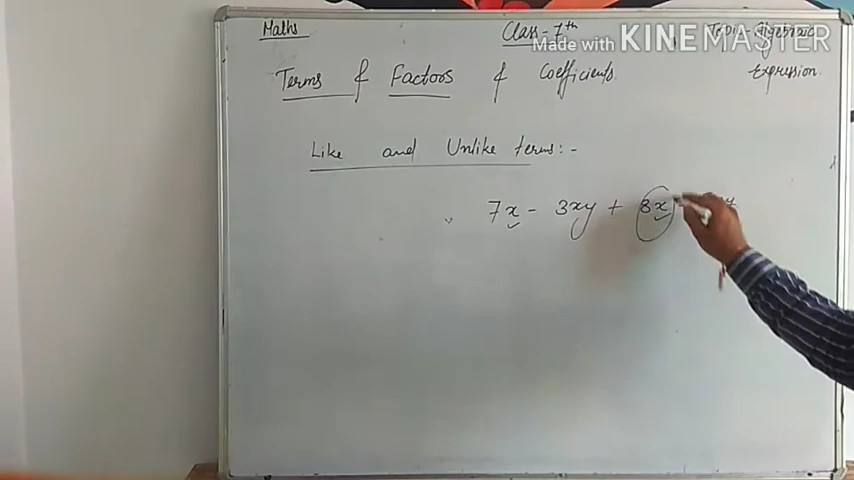 Maths Class - 7th Topic - Algebraic
Made with KINEMASTER
Terms & Factors & Coefficients Expression.
Like and Unlike terms:-
7x - 3xy + 8x